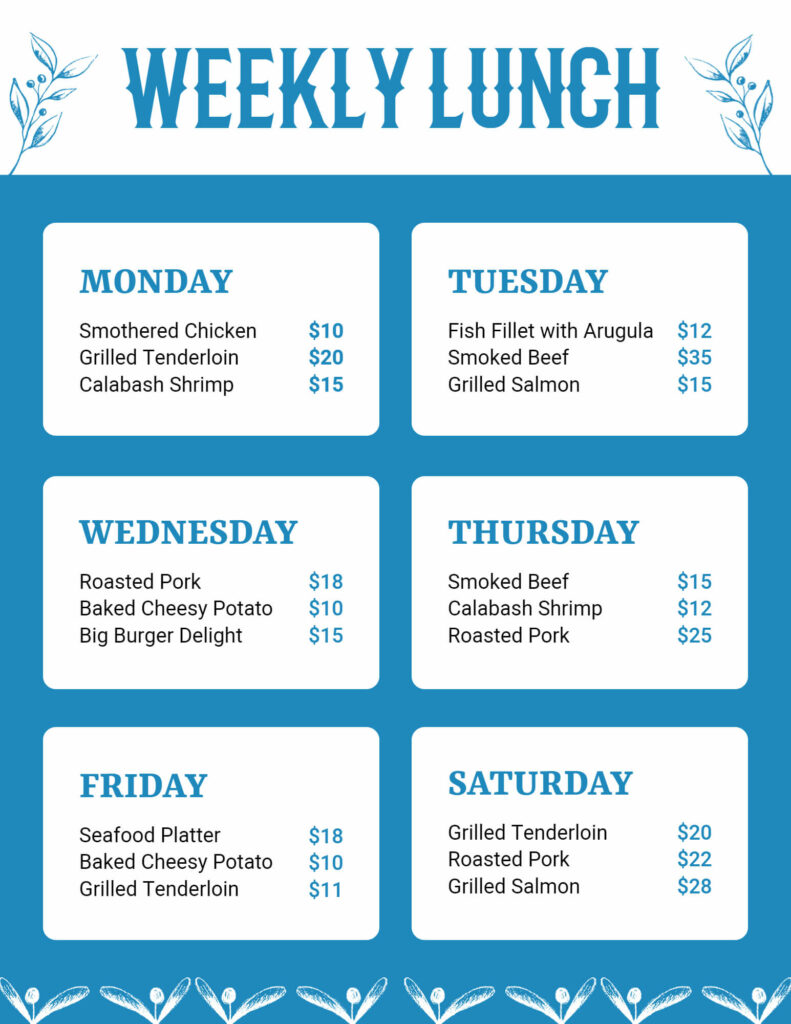 WEEKLY LUNCH
MONDAY
Smothered Chicken $10
Grilled Tenderloin $20
Calabash Shrimp $15
TUESDAY
Fish Fillet with Arugula $12
Smoked Beef $35
Grilled Salmon $15
WEDNESDAY
Roasted Pork $18
Baked Cheesy Potato $10
Big Burger Delight $15
THURSDAY
Smoked Beef $15
Calabash Shrimp $12
Roasted Pork $25
FRIDAY
Seafood Platter $18
Baked Cheesy Potato $10
Grilled Tenderloin $11
SATURDAY
Grilled Tenderloin $20
Roasted Pork $22
Grilled Salmon $28